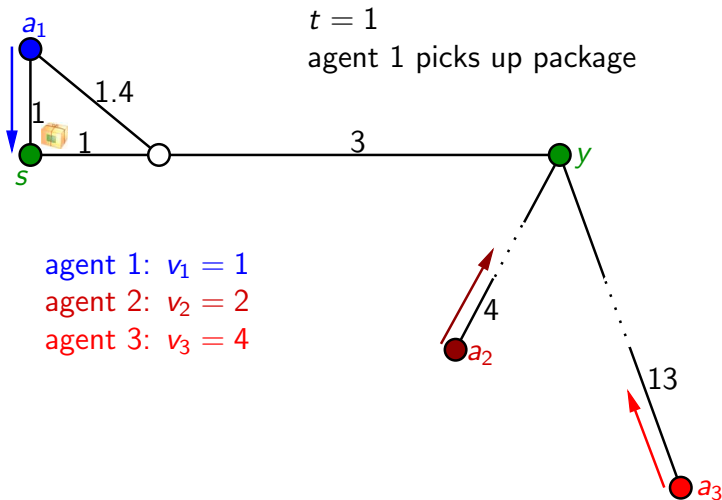 a₁
t = 1
agent 1 picks up package
1.4
1
1
3
s
y
agent 1: v₁ = 1
agent 2: v₂ = 2
agent 3: v₃ = 4
4
a₂
13
a₃